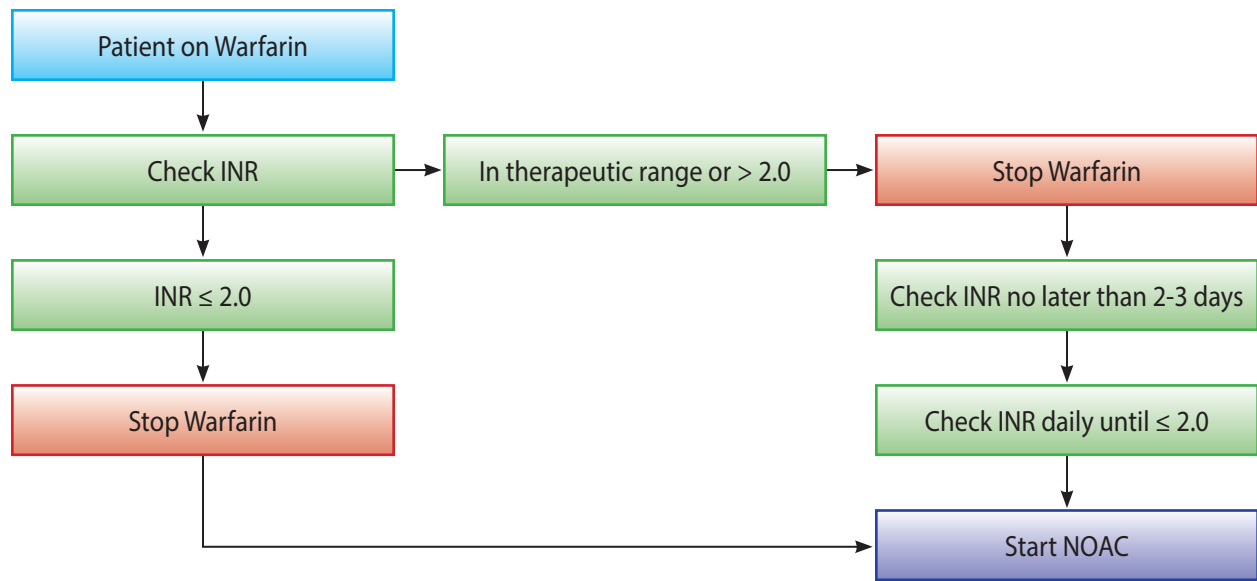 Patient on Warfarin
Check INR
In therapeutic range or > 2.0
Stop Warfarin
INR ≤ 2.0
Check INR no later than 2-3 days
Stop Warfarin
Check INR daily until ≤ 2.0
Start NOAC